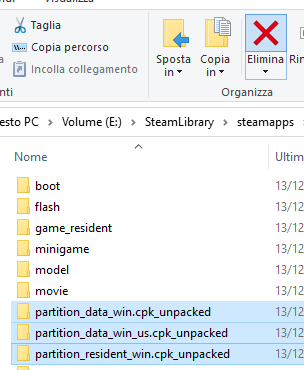 Taglia
Copia percorso
Incolla collegamento
Sposta in
Copia in
Elimina
Organizza
esto PC > Volume (E:) > SteamLibrary > steamapps
Nome
Ultim
boot 13/12
flash 13/12
game_resident 13/12
minigame 13/12
model 13/12
movie 13/12
partition_data_win.cpk_unpacked 13/12
partition_data_win_us.cpk_unpacked 13/12
partition_resident_win.cpk_unpacked 13/12